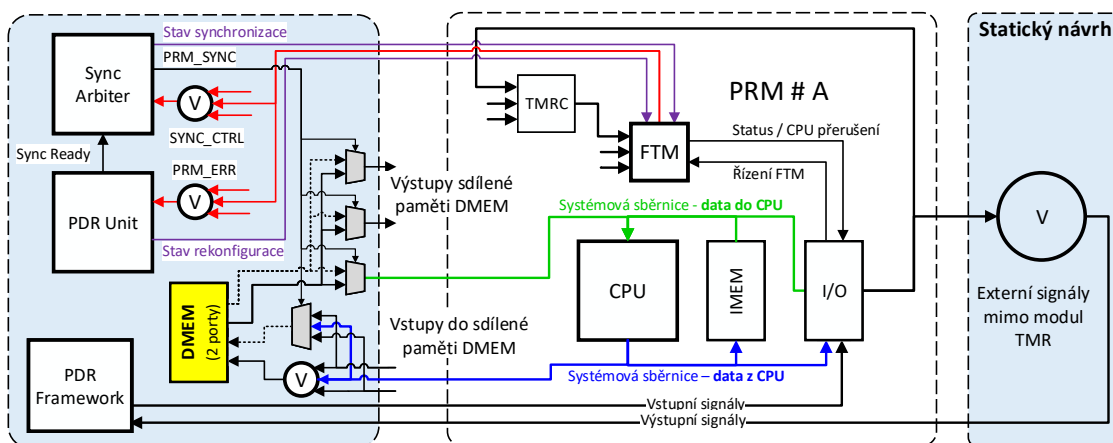 Stav synchronizace
PRM_SYNC
Sync
Arbiter
V
SYNC_CTRL
Sync Ready
PRM_ERR
V
PDR Unit
Stav rekonfigurace
DMEM
(2 porty)
V
PDR
Framework
Výstupy sdílené
paměti DMEM
Vstupy do sdílené
paměti DMEM
TMRC
FTM
PRM # A
Status / CPU přerušení
Řízení FTM
Systémová sběrnice - data do CPU
CPU
IMEM
I/O
Systémová sběrnice – data z CPU
Vstupní signály
Výstupní signály
Statický návrh
V
Externí signály
mimo modul
TMR